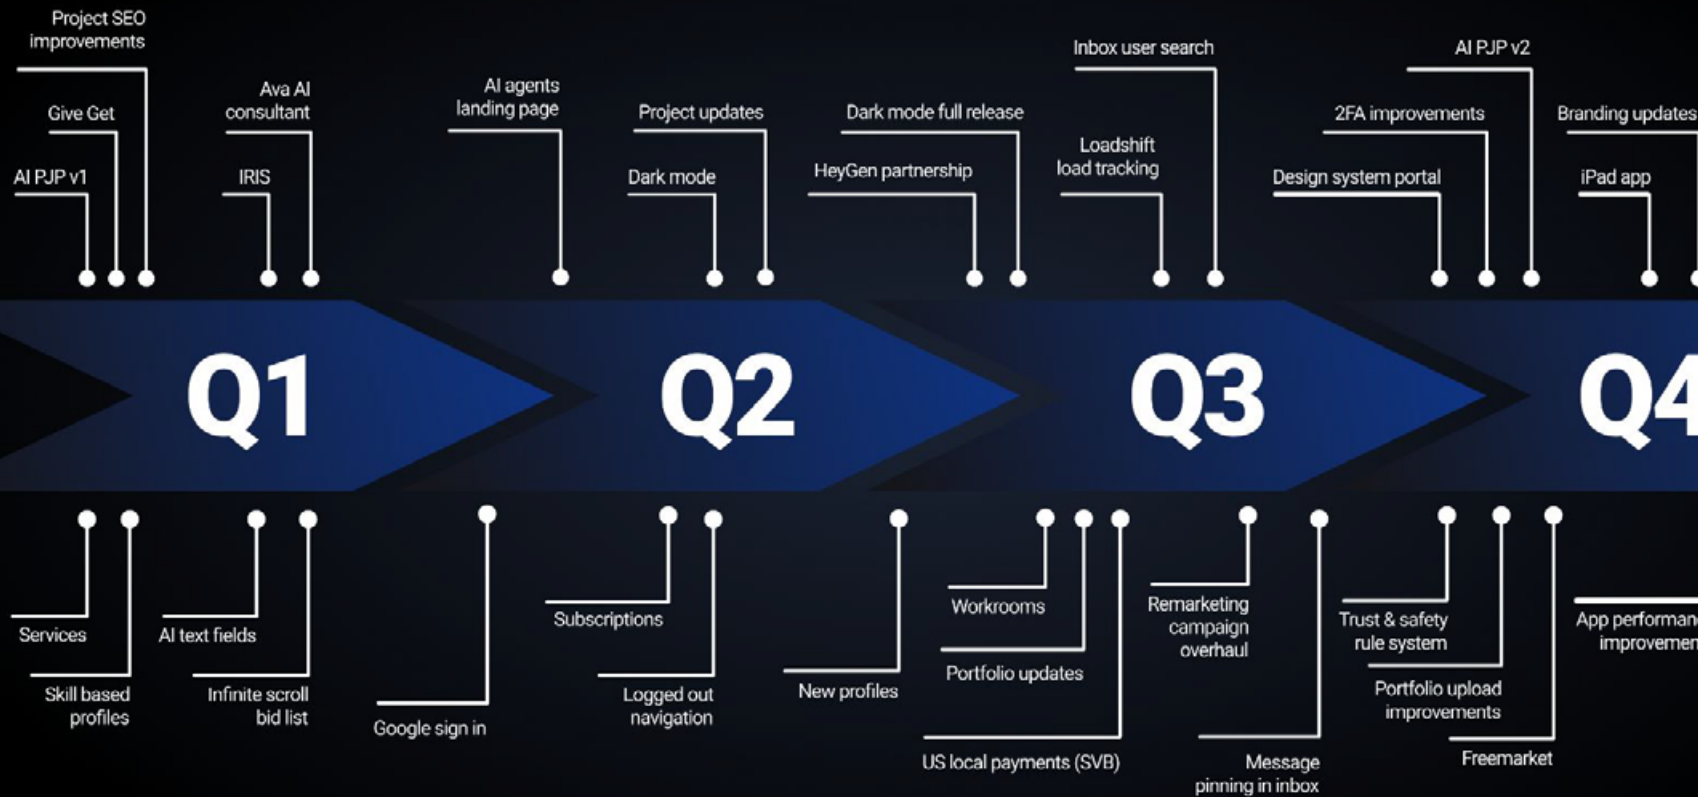 Project SEO
improvements
Give Get
AI PJP v1
Ava AI
consultant
IRIS
AI agents
landing page
Project updates
Dark mode
Dark mode full release
HeyGen partnership
Inbox user search
Loadshift
load tracking
AI PJP v2
2FA improvements
Design system portal
Branding updates
iPad app
Q1
Q2
Q3
Q4
Services
Skill based
profiles
AI text fields
Infinite scroll
bid list
Google sign in
Subscriptions
Logged out
navigation
New profiles
Workrooms
Portfolio updates
US local payments (SVB)
Remarketing
campaign
overhaul
Message
pinning in inbox
Trust & safety
rule system
Portfolio upload
improvements
Freemarket
App performan
improvemen